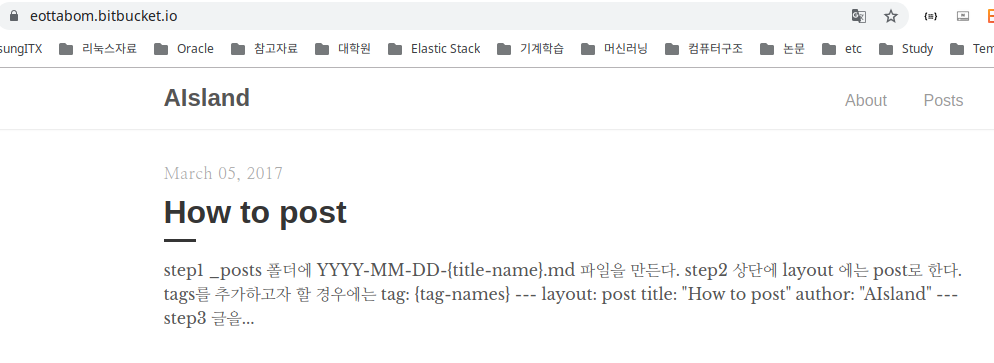 eottabom.bitbucket.io
sungITX 리눅스자료 Oracle 참고자료 대학원 Elastic Stack 기계학습 머신러닝 컴퓨터구조 논문 etc Study Tem
AIsland About Posts
March 05, 2017
How to post
step1 _posts 폴더에 YYYY-MM-DD-{title-name}.md 파일을 만든다. step2 상단에 layout 에는 post로 한다.
tags를 추가하고자 할 경우에는 tag: {tag-names} --- layout: post title: "How to post" author: "AIsland" ---
step3 글을...